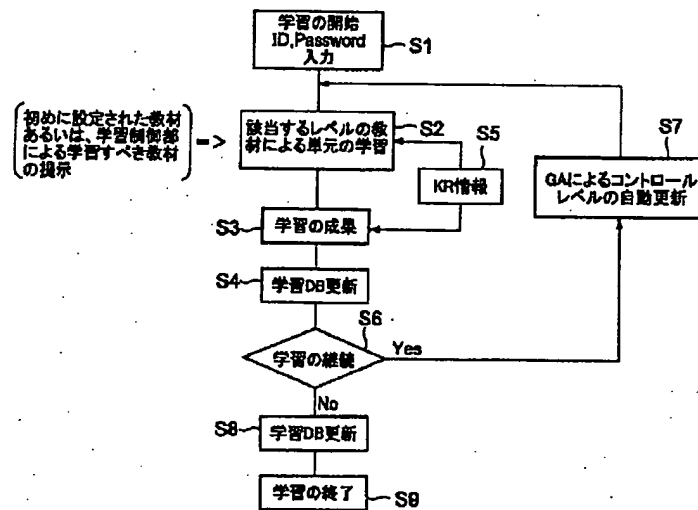 学習の開始
ID,Password
入力
S1
初めに設定された教材
あるいは、学習制御部
による学習すべき教材
の提示
=>
該当するレベルの教
材による単元の学習
S2
S5
KR情報
S7
GAによるコントロール
レベルの自動更新
S3
学習の成果
S4
学習DB更新
S6
学習の継続
Yes
No
S8
学習DB更新
学習の終了
S9